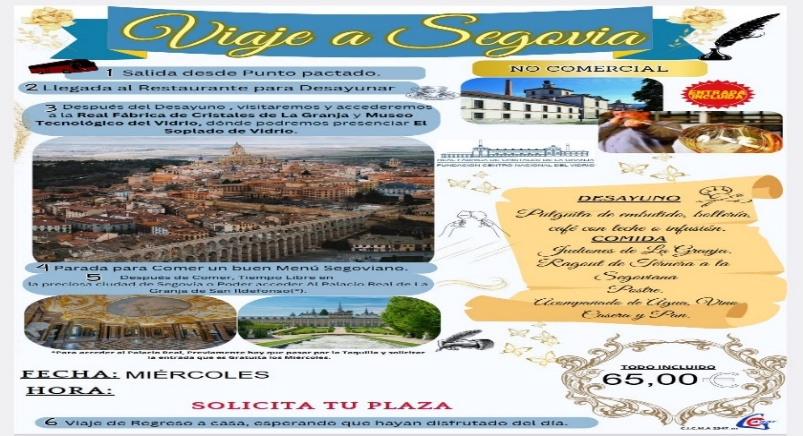 Viaje a Segovia
NO COMERCIAL
1 Salida desde Punto pactado.
2 Llegada al Restaurante para Desayunar
ENTRADA
INCLUIDA
3 Después del Desayuno , visitaremos y accederemos
a la Real Fábrica de Cristales de La Granja y Museo
Tecnológico del Vidrio, dónde podremos presenciar El
Soplado de Vidrio.
REAL FÁBRICA DE CRISTALES DE LA GRANJA
FUNDACIÓN CENTRO NACIONAL DEL VIDRIO
DESAYUNO
Pulguita de embutido, bollería,
café con leche o infusión.
COMIDA
Judiones de La Granja.
Ragout de Ternera a la
Segoviana
Postre.
Acompañado de Agua, Vino
Casera y Pan.
4 Parada para Comer un buen Menú Segoviano.
5 Después de Comer, Tiempo Libre en
la preciosa ciudad de Segovia o Poder acceder Al Palacio Real de La
Granja de San Ildefonso(*).
*Para acceder al Palacio Real, Previamente hay que pasar por la Taquilla y solicitar
la entrada que es Gratuita los Miércoles.
FECHA: MIÉRCOLES
HORA:
SOLICITA TU PLAZA
TODO INCLUIDO
65,00 €
6 Viaje de Regreso a casa, esperando que hayan disfrutado del día.